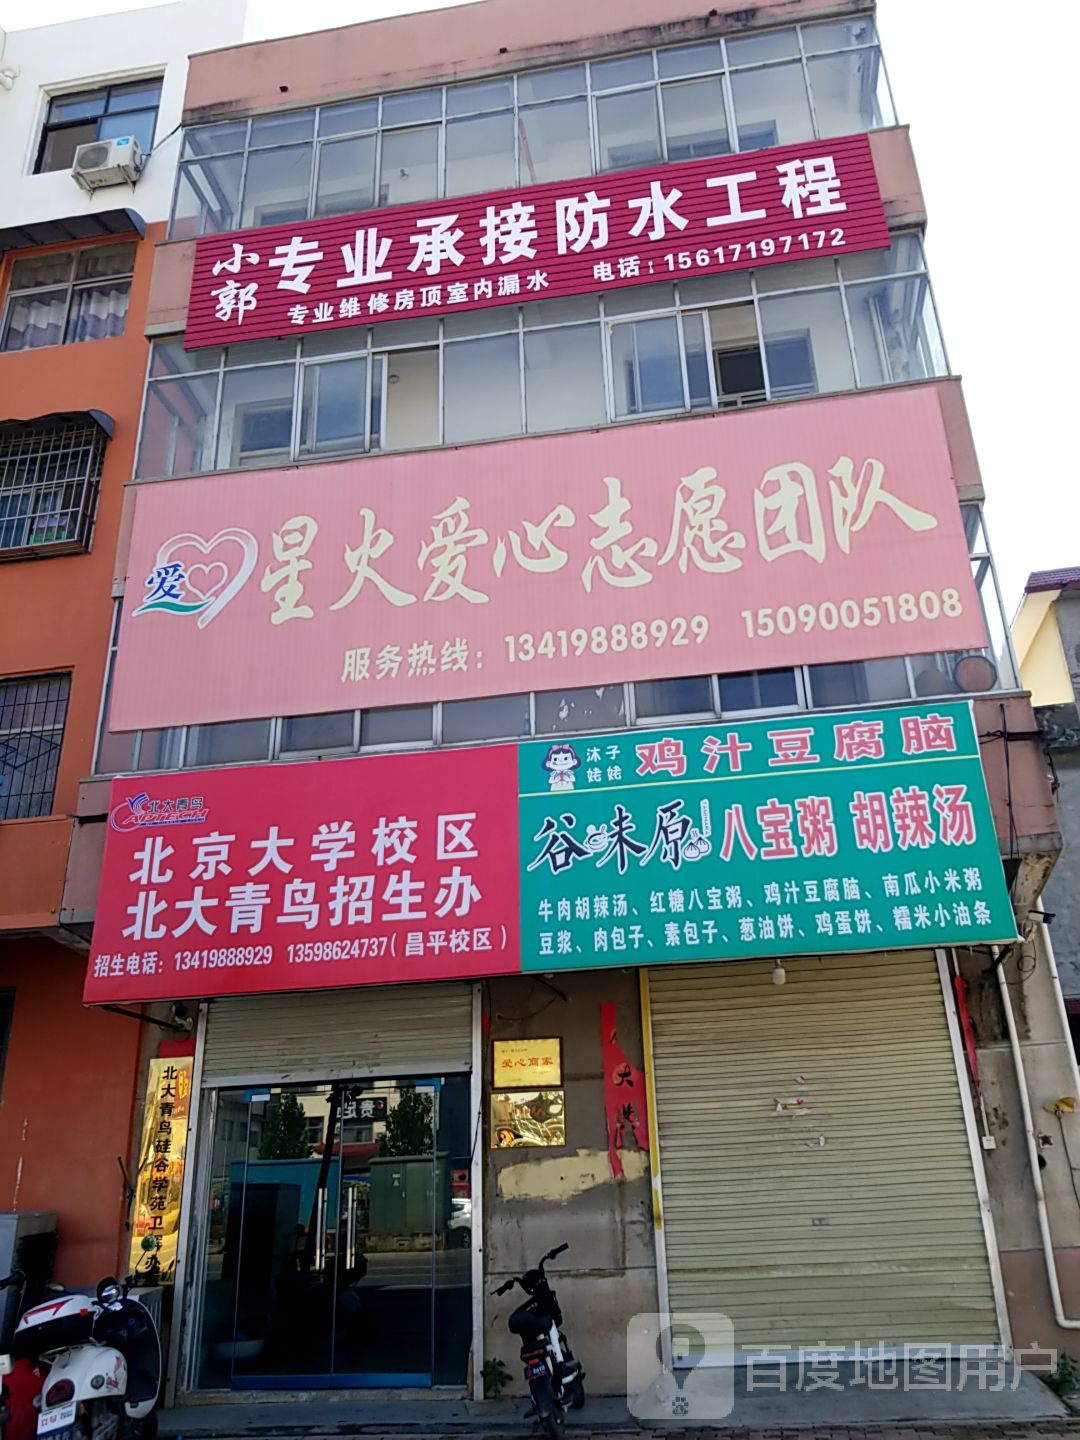 小郭 专业承接防水工程
专业维修房顶室内漏水 电话：15617197172
爱 星火爱心志愿团队
服务热线：13419888929 15090051808
北大青鸟
APTECH
北京大学校区
北大青鸟招生办
招生电话：13419888929 13598624737（昌平校区）
沐子姥姥 鸡汁豆腐脑
谷味原 八宝粥 胡辣汤
牛肉胡辣汤、红糖八宝粥、鸡汁豆腐脑、南瓜小米粥
豆浆、肉包子、素包子、葱油饼、鸡蛋饼、糯米小油条
爱心商家
北大青鸟硅谷学苑卫辉办
百度地图用户